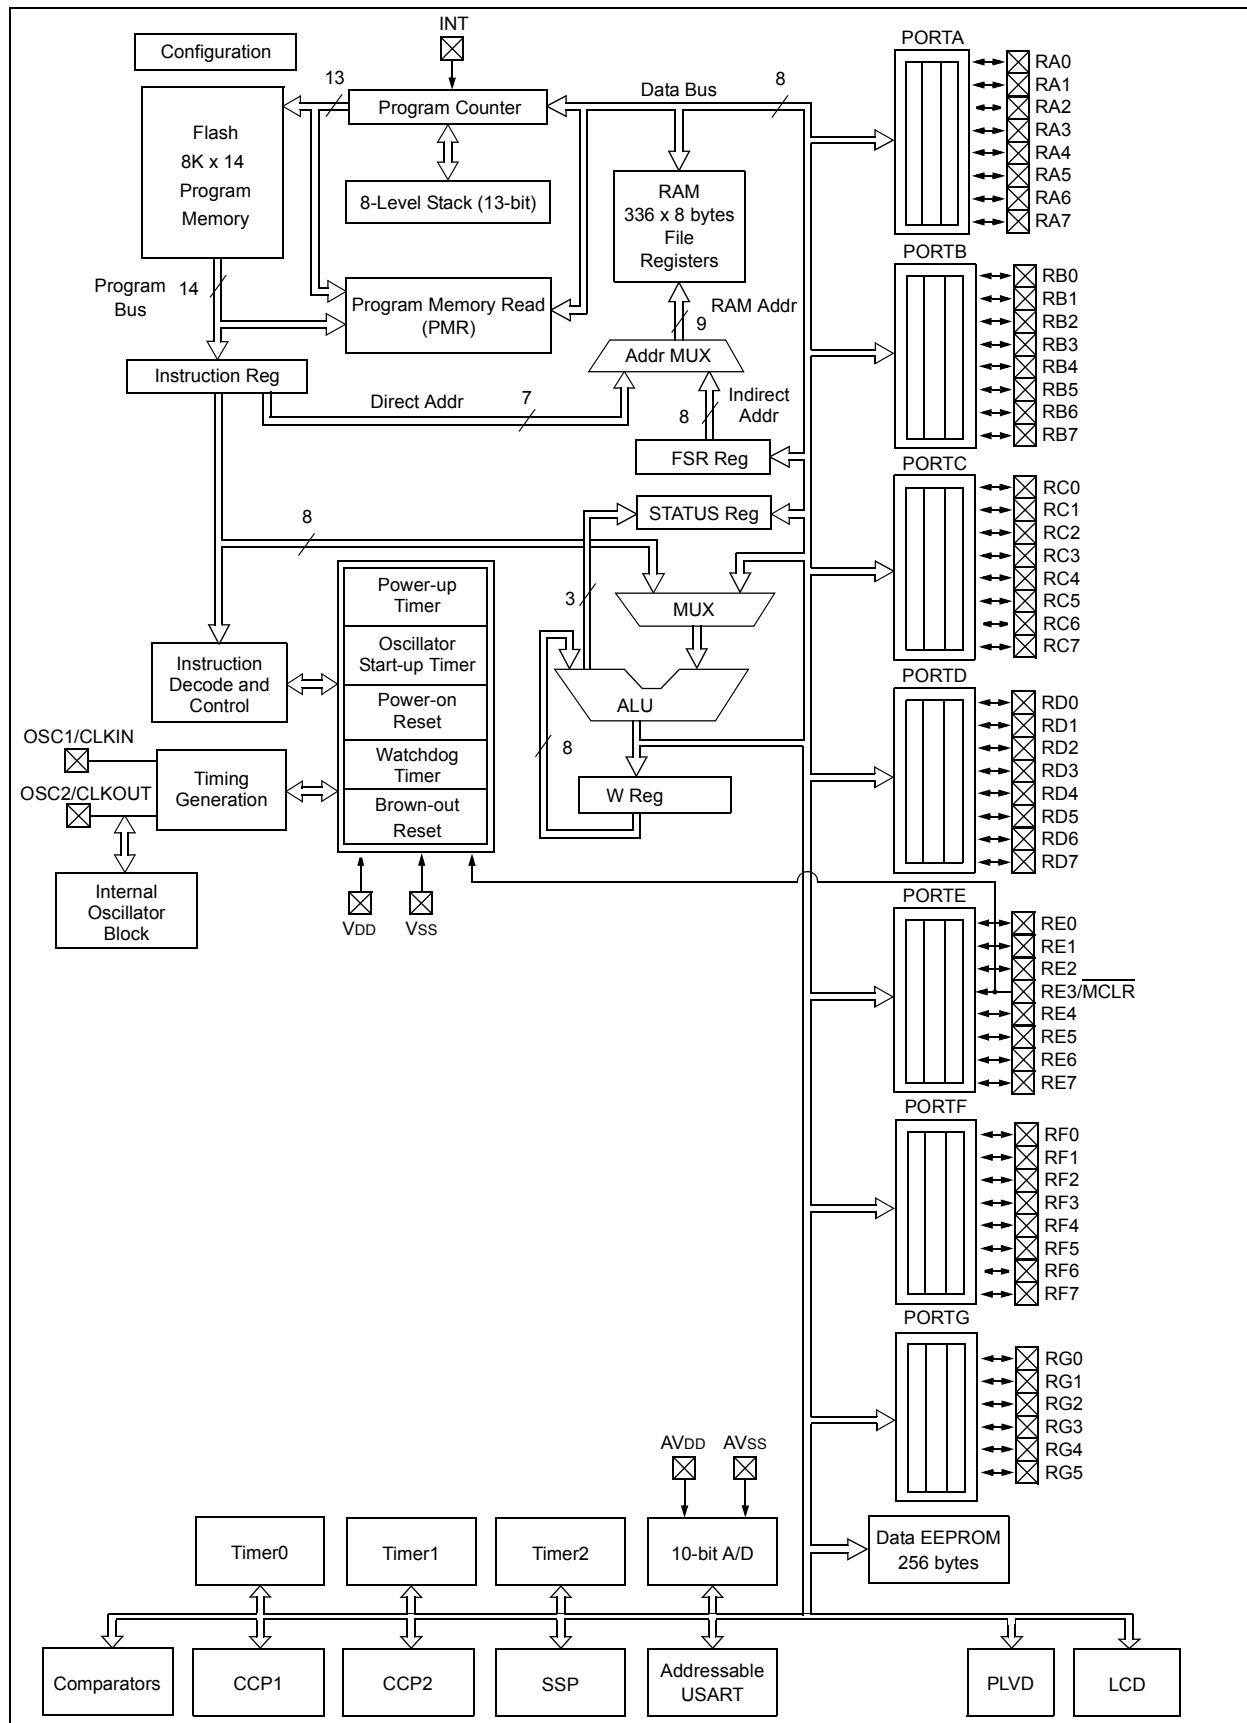 INT
PORTA
Configuration
13
Data Bus
8
Program Counter
Flash
8K x 14
Program
Memory
8-Level Stack (13-bit)
RAM
336 x 8 bytes
File
Registers
RA0
RA1
RA2
RA3
RA4
RA5
RA6
RA7
PORTB
Program
Bus
14
Program Memory Read
(PMR)
RAM Addr
9
Addr MUX
RB0
RB1
RB2
RB3
RB4
RB5
RB6
RB7
Instruction Reg
Direct Addr
7
8
Indirect
Addr
FSR Reg
PORTC
STATUS Reg
8
RC0
RC1
RC2
RC3
RC4
RC5
RC6
RC7
Power-up
Timer
3
MUX
Oscillator
Start-up Timer
Instruction
Decode and
Control
Power-on
Reset
ALU
PORTD
RD0
RD1
RD2
RD3
RD4
RD5
RD6
RD7
OSC1/CLKIN
OSC2/CLKOUT
Timing
Generation
Watchdog
Timer
8
W Reg
Brown-out
Reset
Internal
Oscillator
Block
VDD
VSS
PORTE
RE0
RE1
RE2
RE3/MCLR
RE4
RE5
RE6
RE7
PORTF
RF0
RF1
RF2
RF3
RF4
RF5
RF6
RF7
PORTG
RG0
RG1
RG2
RG3
RG4
RG5
AVDD
AVSS
Timer0
Timer1
Timer2
10-bit A/D
Data EEPROM
256 bytes
Comparators
CCP1
CCP2
SSP
Addressable
USART
PLVD
LCD